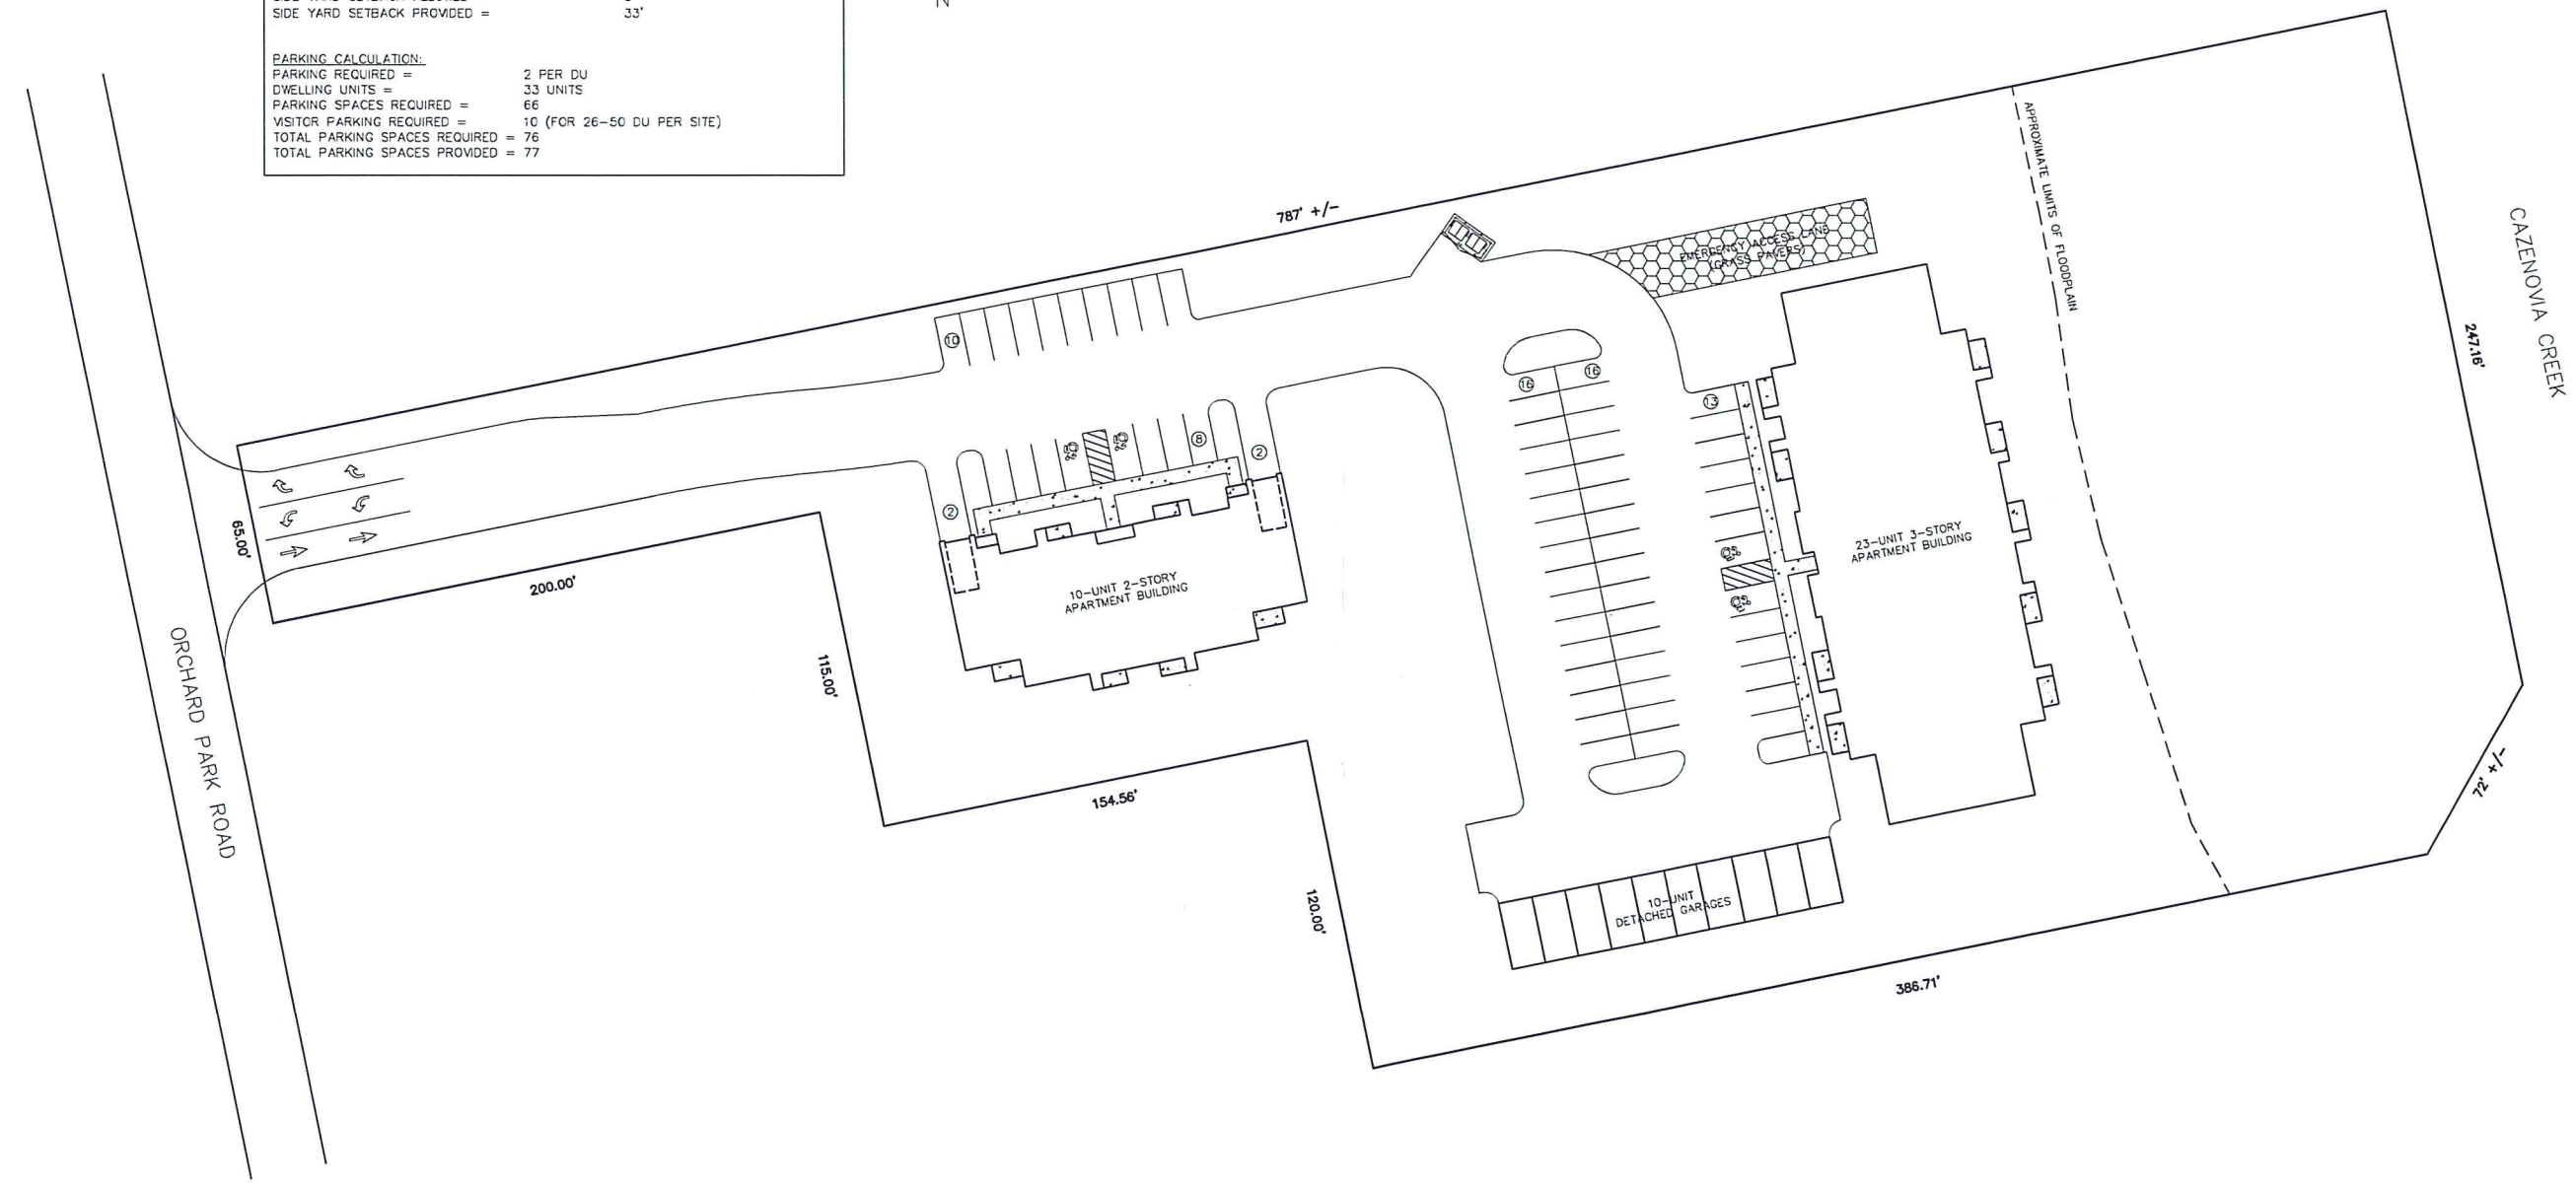 SIDE YARD SETBACK PROVIDED = 33'
PARKING CALCULATION:
PARKING REQUIRED = 2 PER DU
DWELLING UNITS = 33 UNITS
PARKING SPACES REQUIRED = 66
VISITOR PARKING REQUIRED = 10 (FOR 26-50 DU PER SITE)
TOTAL PARKING SPACES REQUIRED = 76
TOTAL PARKING SPACES PROVIDED = 77
N
787' +/-
APPROXIMATE LIMITS OF FLOODPLAIN
CAZENOVIA CREEK
247.16'
EMERGENCY ACCESS LANE
(GRASS PAVERS)
10
16
16
13
8
2
2
65.00'
200.00'
10-UNIT 2-STORY
APARTMENT BUILDING
23-UNIT 3-STORY
APARTMENT BUILDING
115.00'
ORCHARD PARK ROAD
154.56'
72' +/-
120.00'
10-UNIT
DETACHED GARAGES
386.71'